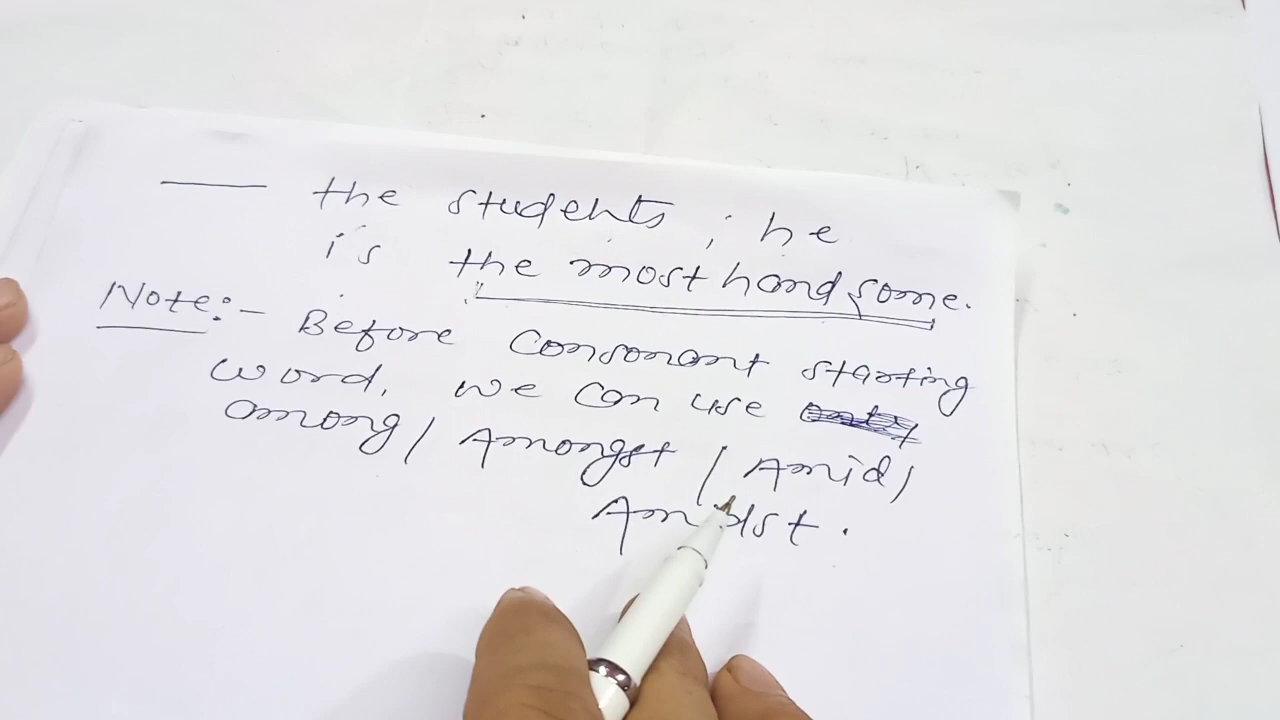 ____ the students, he
is the most handsome.
Note:- Before consonant starting
word, we can use
among/ Amongst / Amid/
Amidst.